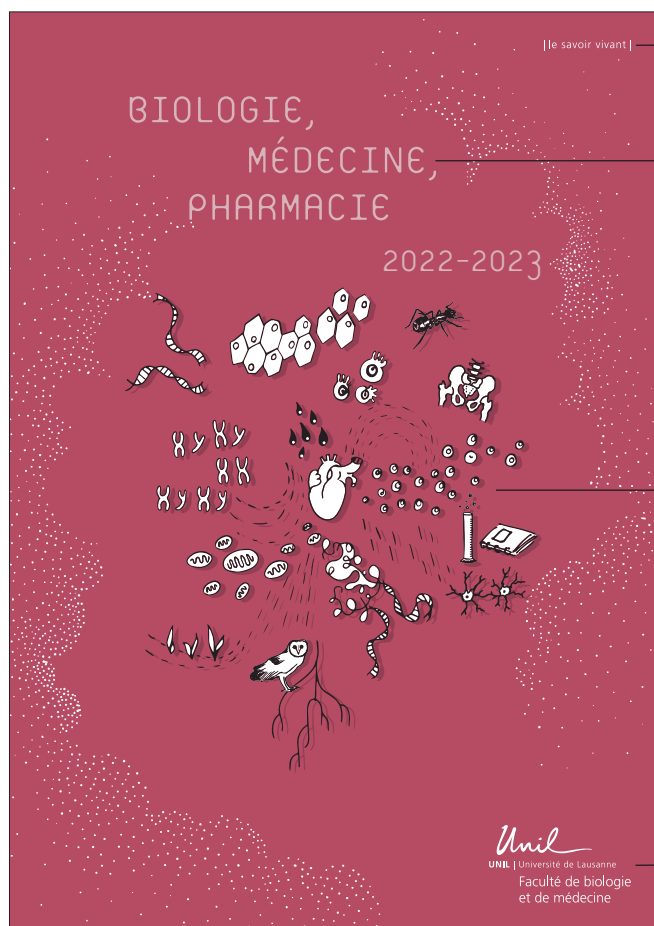 | le savoir vivant |
BIOLOGIE,
MÉDECINE,
PHARMACIE
2022-2023
Unil
UNIL | Université de Lausanne
Faculté de biologie
et de médecine